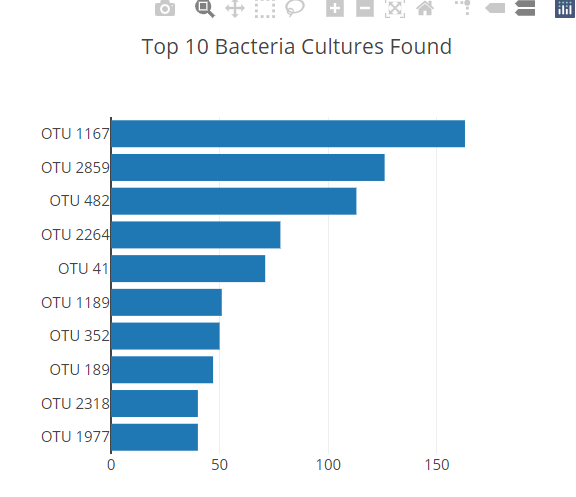 Top 10 Bacteria Cultures Found
OTU 1167
OTU 2859
OTU 482
OTU 2264
OTU 41
OTU 1189
OTU 352
OTU 189
OTU 2318
OTU 1977
0 50 100 150